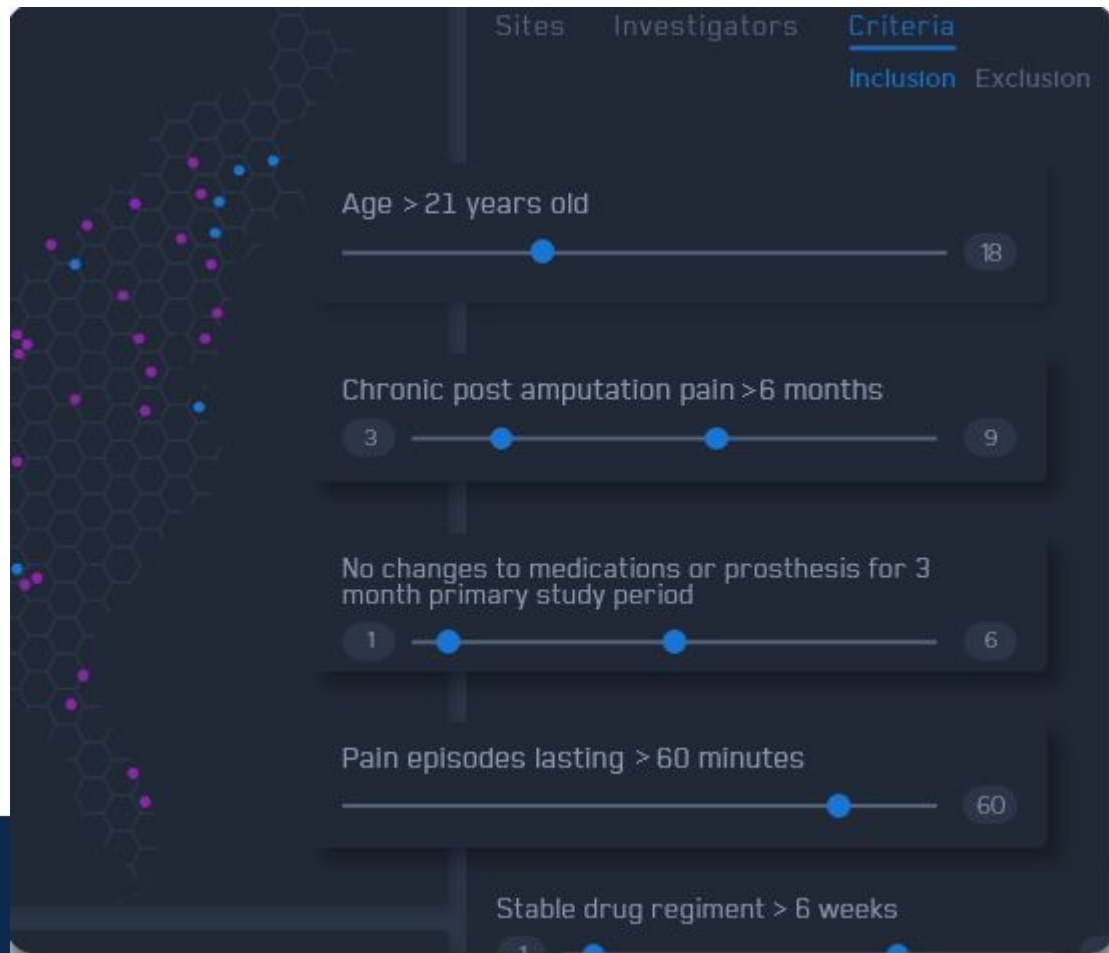 Sites Investigators Criteria
Inclusion Exclusion
Age > 21 years old
18
Chronic post amputation pain >6 months
3 9
No changes to medications or prosthesis for 3
month primary study period
1 6
Pain episodes lasting > 60 minutes
60
Stable drug regiment > 6 weeks
1